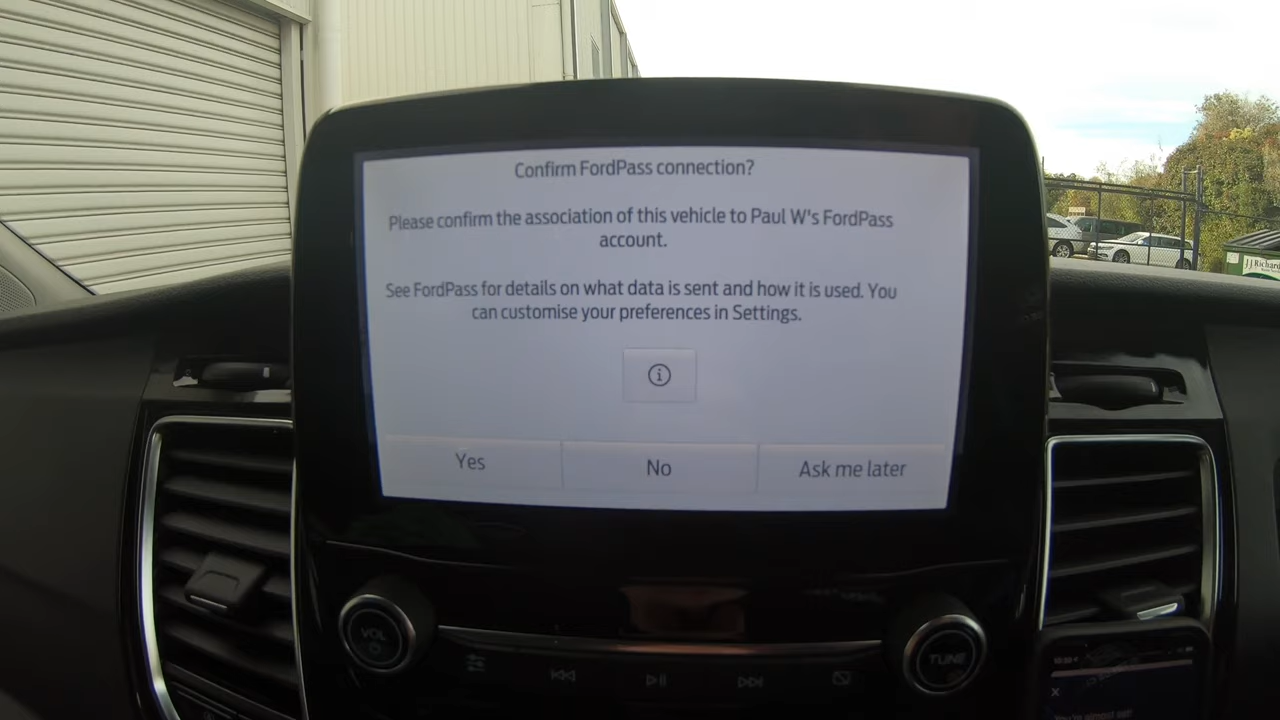 Confirm FordPass connection?
Please confirm the association of this vehicle to Paul W's FordPass
account.
See FordPass for details on what data is sent and how it is used. You
can customise your preferences in Settings.
Yes
No
Ask me later
VOL
TUNE
J.J.Richard